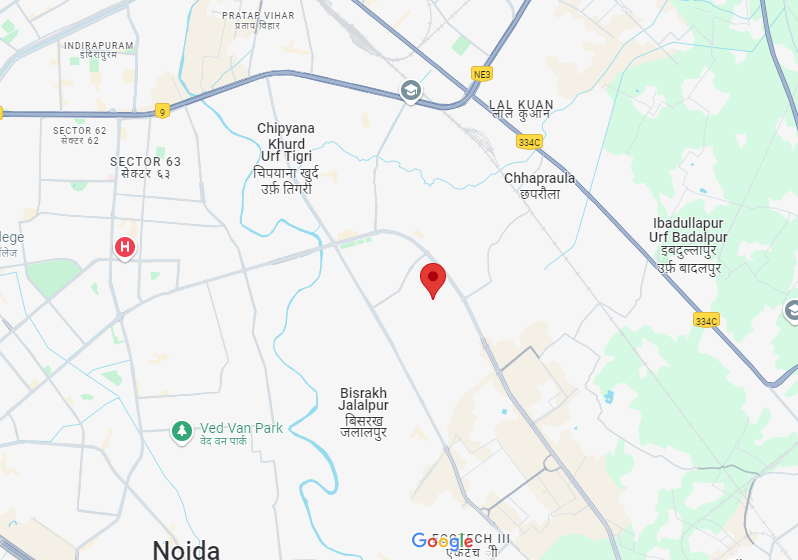 PRATAP VIHAR
प्रताप विहार
INDIRAPURAM
इंदिरापुरम
NE3
9
LAL KUAN
लाल कुआँन
SECTOR 62
सेक्टर 62
Chipyana
Khurd
Urf Tigri
चिपयाना खुर्द
उर्फ़ तिगरी
334C
SECTOR 63
सेक्टर ६३
Chhapraula
छपरौला
Ibadullapur
Urf Badalpur
इबदुल्लापुर
उर्फ़ बादलपुर
llege
ॉलेज
H
334C
Bisrakh
Jalalpur
बिसरख
जलालपुर
Ved Van Park
वेद वन पार्क
Google
TECH III
Noida